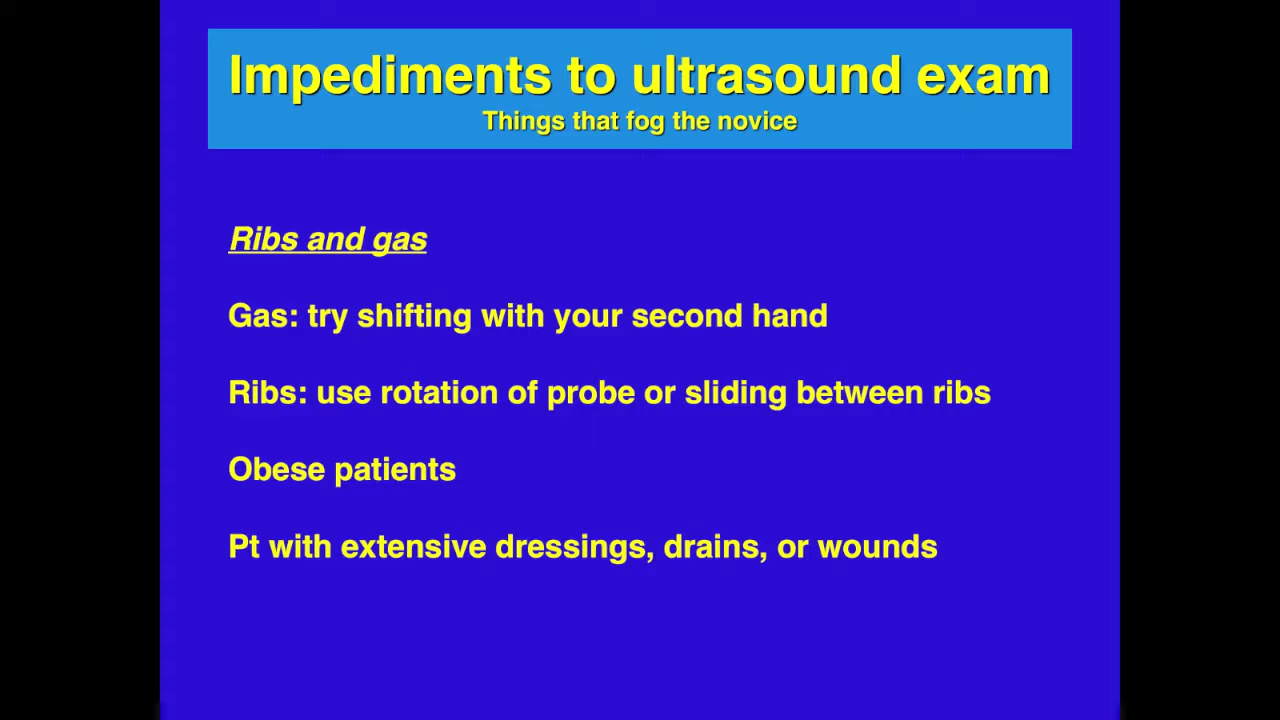 Impediments to ultrasound exam
Things that fog the novice
Ribs and gas
Gas: try shifting with your second hand
Ribs: use rotation of probe or sliding between ribs
Obese patients
Pt with extensive dressings, drains, or wounds